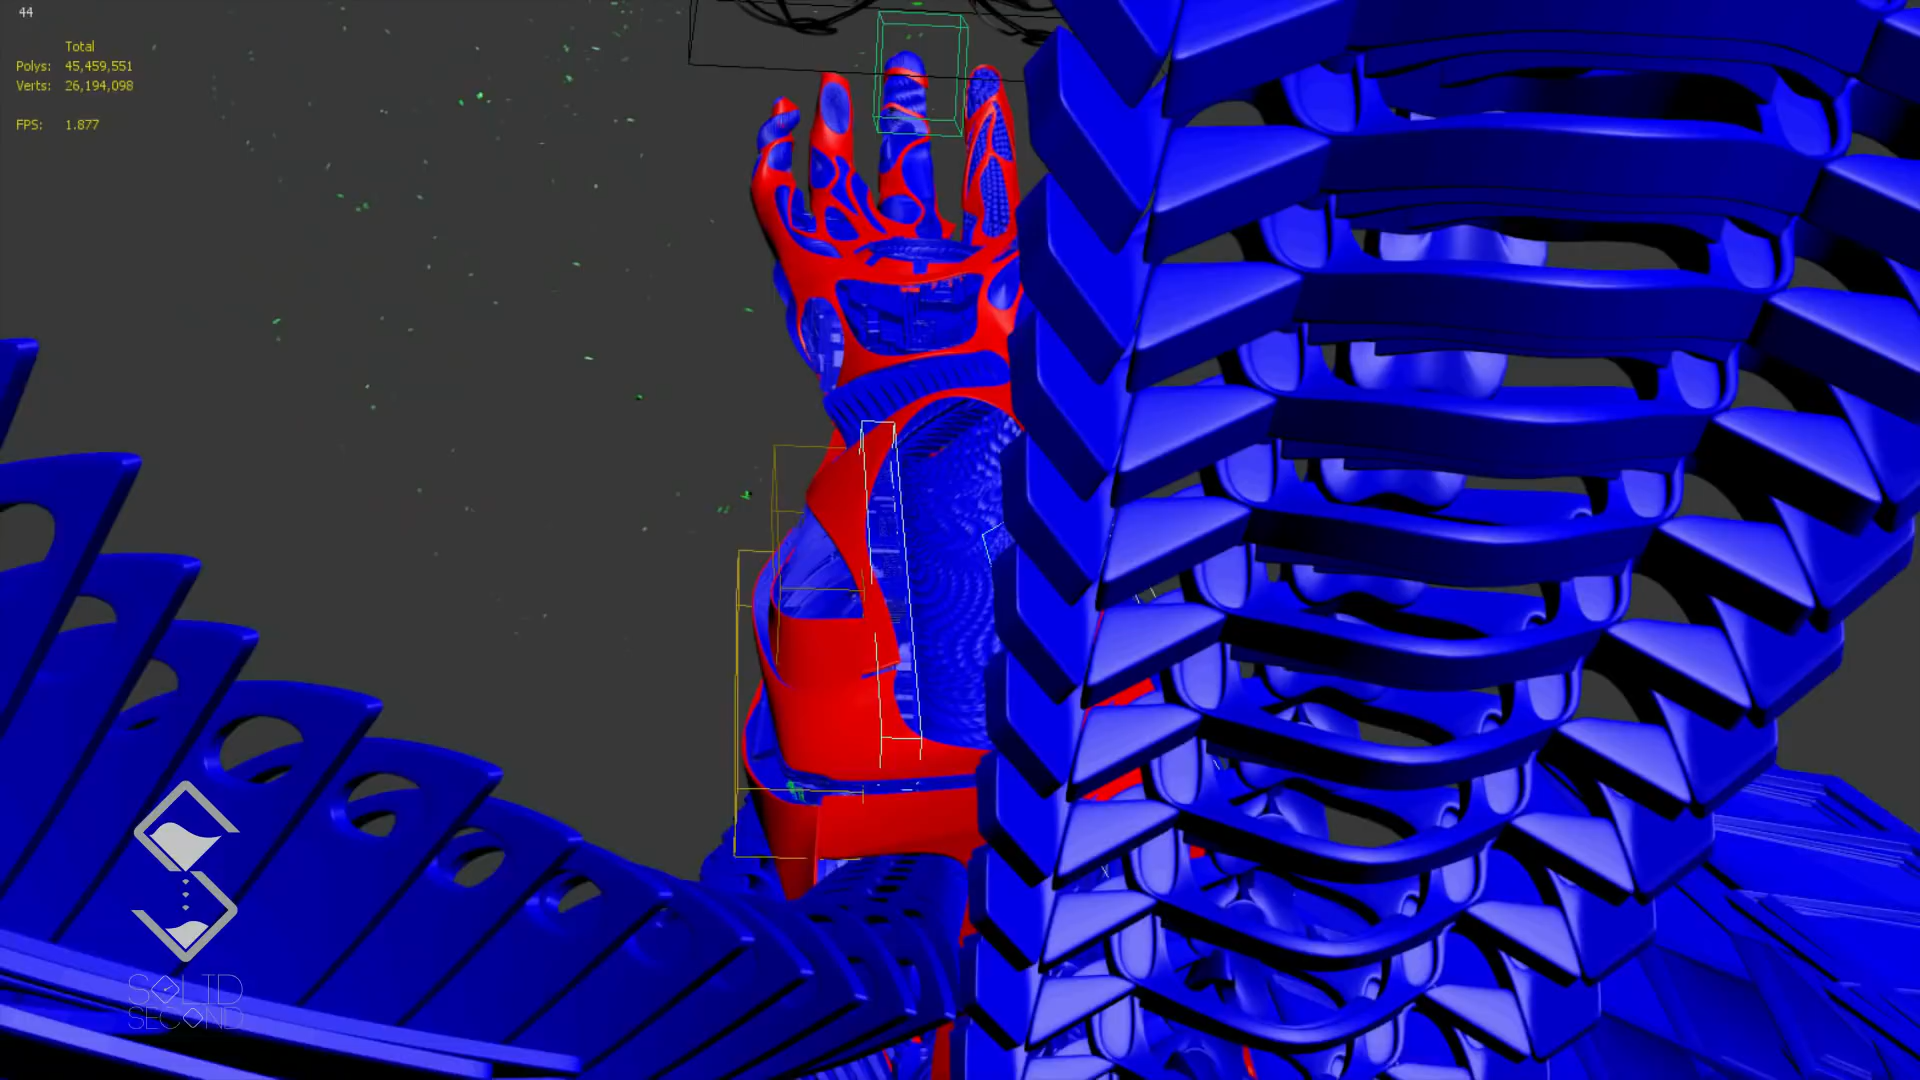 44
Total
Polys: 45,459,551
Verts: 26,194,098
FPS: 1.877
SOLID
SECOND